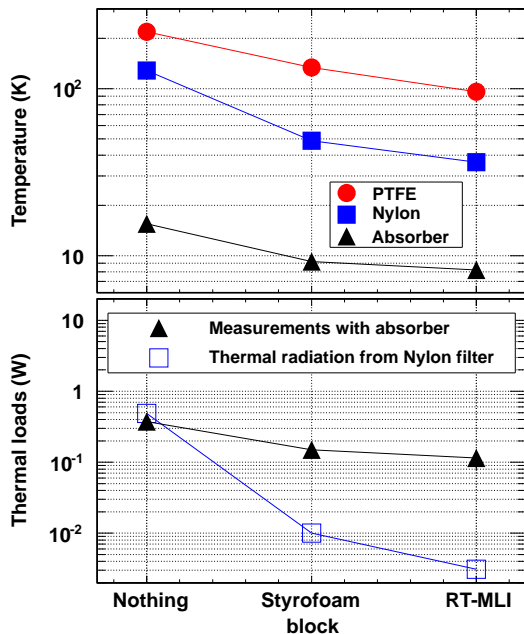 Temperature (K)
10²
10
PTFE
Nylon
Absorber
Thermal loads (W)
10
1
10⁻¹
10⁻²
Measurements with absorber
Thermal radiation from Nylon filter
Nothing
Styrofoam
block
RT-MLI